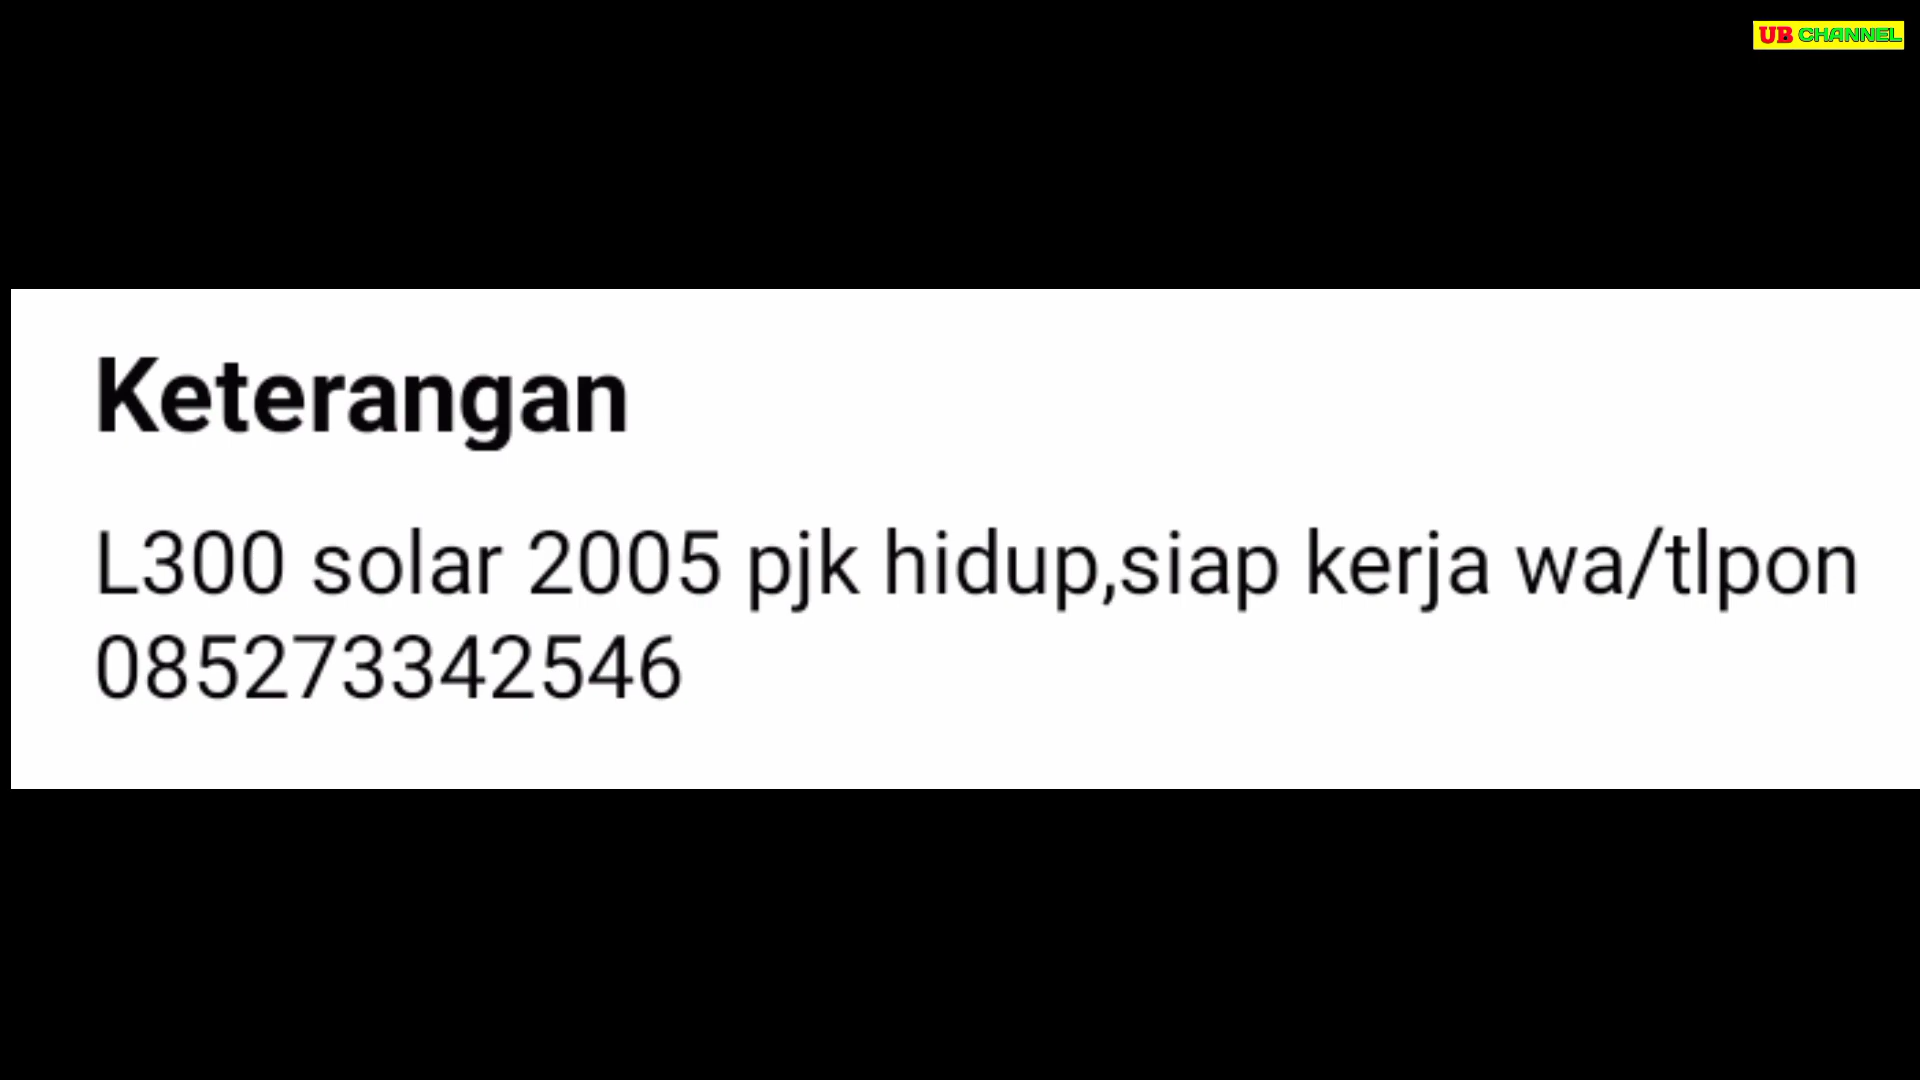 UB CHANNEL
Keterangan
L300 solar 2005 pjk hidup,siap kerja wa/tlpon
085273342546